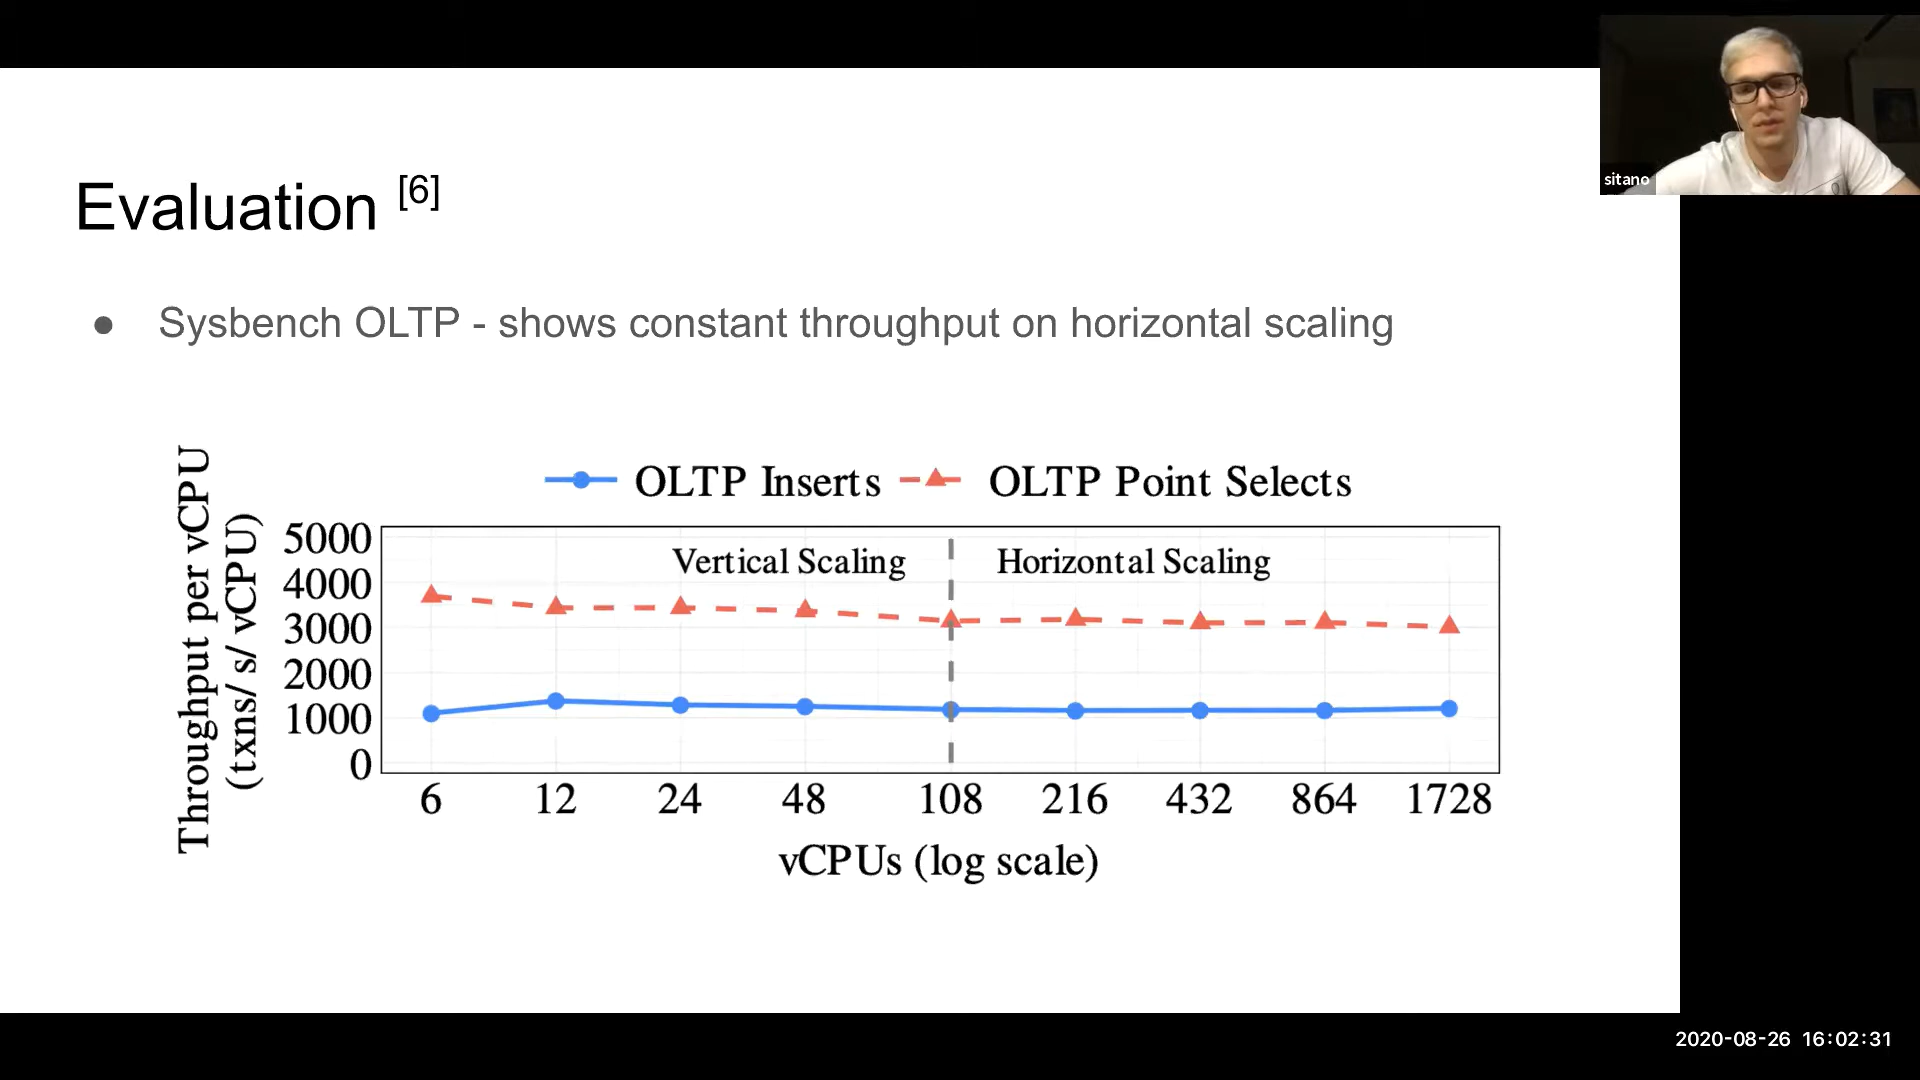 sitano
Evaluation [6]
● Sysbench OLTP - shows constant throughput on horizontal scaling
OLTP Inserts OLTP Point Selects
Throughput per vCPU
(txns/ s/ vCPU)
5000
4000
3000
2000
1000
0
Vertical Scaling Horizontal Scaling
6 12 24 48 108 216 432 864 1728
vCPUs (log scale)
2020-08-26 16:02:31